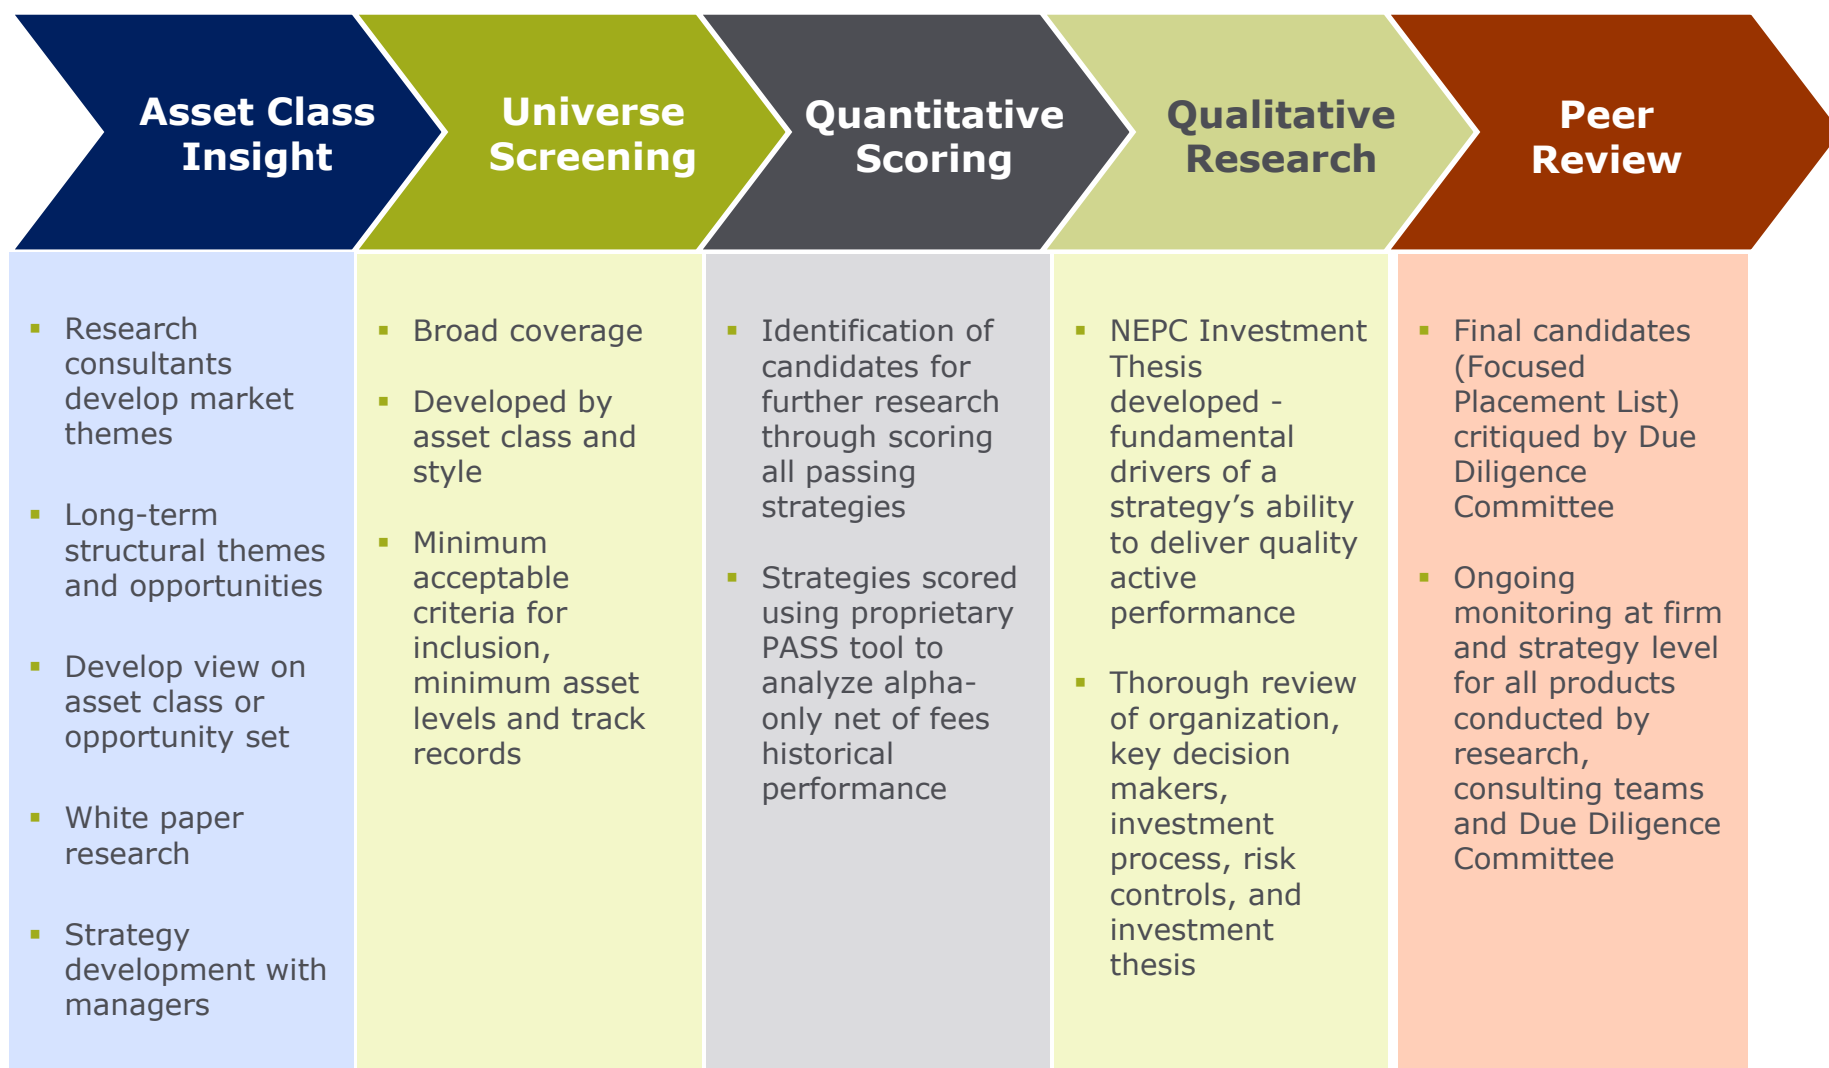 Asset Class
Insight
Universe
Screening
Quantitative
Scoring
Qualitative
Research
Peer
Review
▪ Research
consultants
develop market
themes
▪ Long-term
structural themes
and opportunities
▪ Develop view on
asset class or
opportunity set
▪ White paper
research
▪ Strategy
development with
managers
▪ Broad coverage
▪ Developed by
asset class and
style
▪ Minimum
acceptable
criteria for
inclusion,
minimum asset
levels and track
records
▪ Identification of
candidates for
further research
through scoring
all passing
strategies
▪ Strategies scored
using proprietary
PASS tool to
analyze alpha-
only net of fees
historical
performance
▪ NEPC Investment
Thesis
developed -
fundamental
drivers of a
strategy’s ability
to deliver quality
active
performance
▪ Thorough review
of organization,
key decision
makers,
investment
process, risk
controls, and
investment
thesis
▪ Final candidates
(Focused
Placement List)
critiqued by Due
Diligence
Committee
▪ Ongoing
monitoring at firm
and strategy level
for all products
conducted by
research,
consulting teams
and Due Diligence
Committee